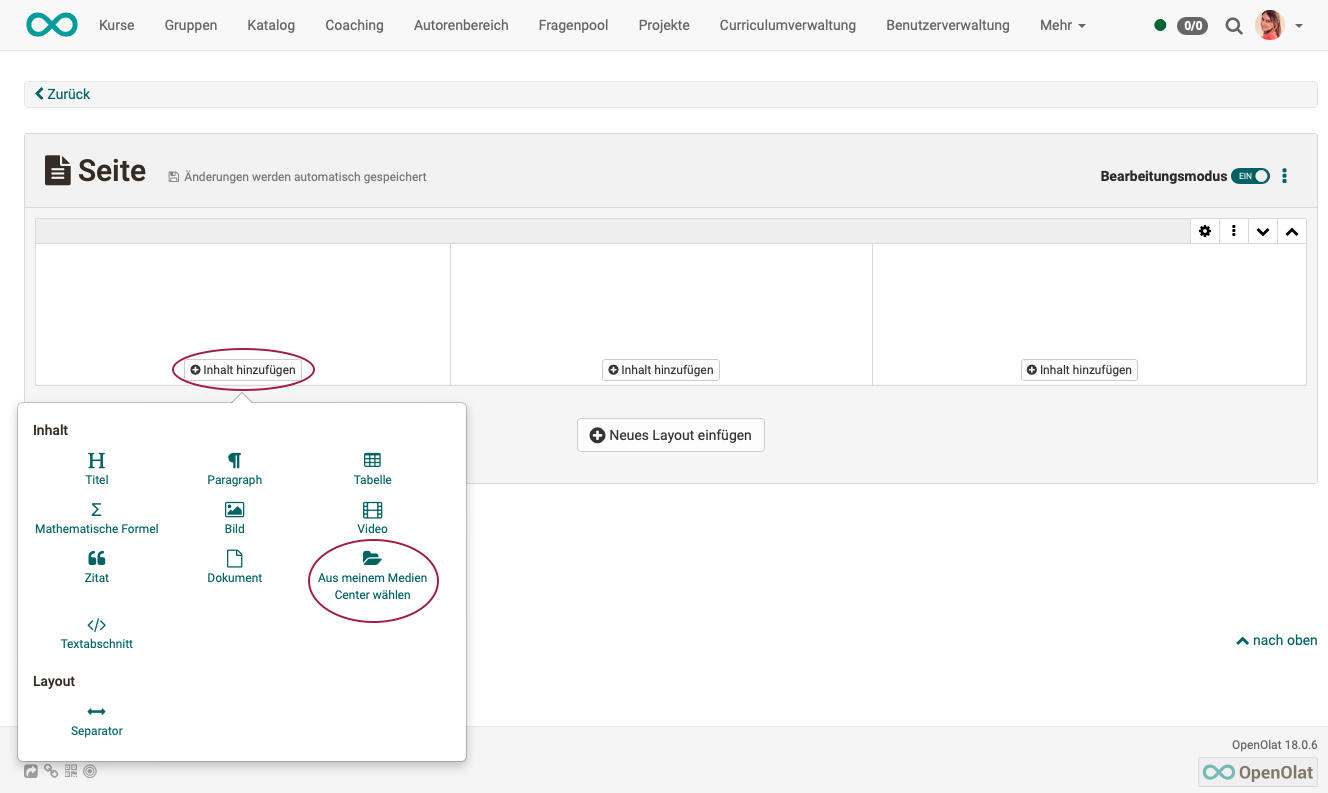 Kurse Gruppen Katalog Coaching Autorenbereich Fragenpool Projekte Curriculumverwaltung Benutzerverwaltung Mehr 0/0
Zurück
Seite Änderungen werden automatisch gespeichert Bearbeitungsmodus EIN
Inhalt hinzufügen Inhalt hinzufügen Inhalt hinzufügen
Neues Layout einfügen
Inhalt
Titel Paragraph Tabelle
Mathematische Formel Bild Video
Zitat Dokument Aus meinem Medien
Center wählen
Textabschnitt
nach oben
Layout
Separator
OpenOlat 18.0.6
OpenOlat